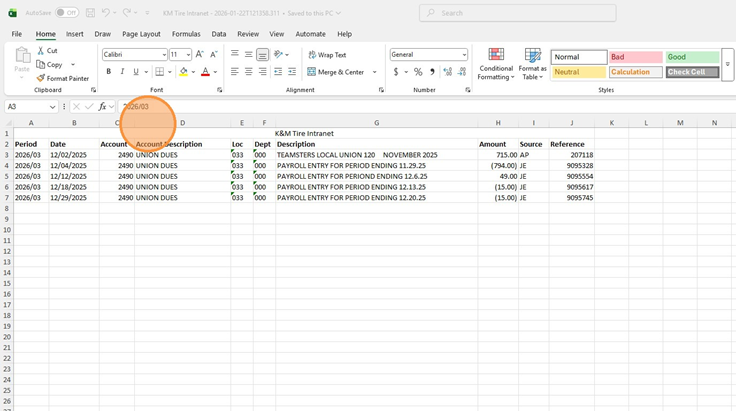 AutoSave Off KM Tire Intranet - 2026-01-22T121358.311 • Saved to this PC Search
File Home Insert Draw Page Layout Formulas Data Review View Automate Help
Paste Cut Copy Format Painter Clipboard
Calibri 11 A A B I U A Font
Wrap Text Merge & Center Alignment
General $ % , Number
Conditional Formatting Format as Table
Normal Bad Good
Neutral Calculation Check Cell
Styles
A3 fx 2026/03
A B C D E F G H I J K L M N
1 K&M Tire Intranet
2 Period Date Account Account Description Loc Dept Description Amount Source Reference
3 2026/03 12/02/2025 2490 UNION DUES 033 000 TEAMSTERS LOCAL UNION 120 NOVEMBER 2025 715.00 AP 207118
4 2026/03 12/04/2025 2490 UNION DUES 033 000 PAYROLL ENTRY FOR PERIOD ENDING 11.29.25 (794.00) JE 9095328
5 2026/03 12/12/2025 2490 UNION DUES 033 000 PAYROLL ENTRY FOR PERIOND ENDING 12.6.25 49.00 JE 9095554
6 2026/03 12/18/2025 2490 UNION DUES 033 000 PAYROLL ENTRY FOR PERIOD ENDING 12.13.25 (15.00) JE 9095617
7 2026/03 12/29/2025 2490 UNION DUES 033 000 PAYROLL ENTRY FOR PERIOD ENDING 12.20.25 (15.00) JE 9095745
8
9
10
11
12
13
14
15
16
17
18
19
20
21
22
23
24
25
26